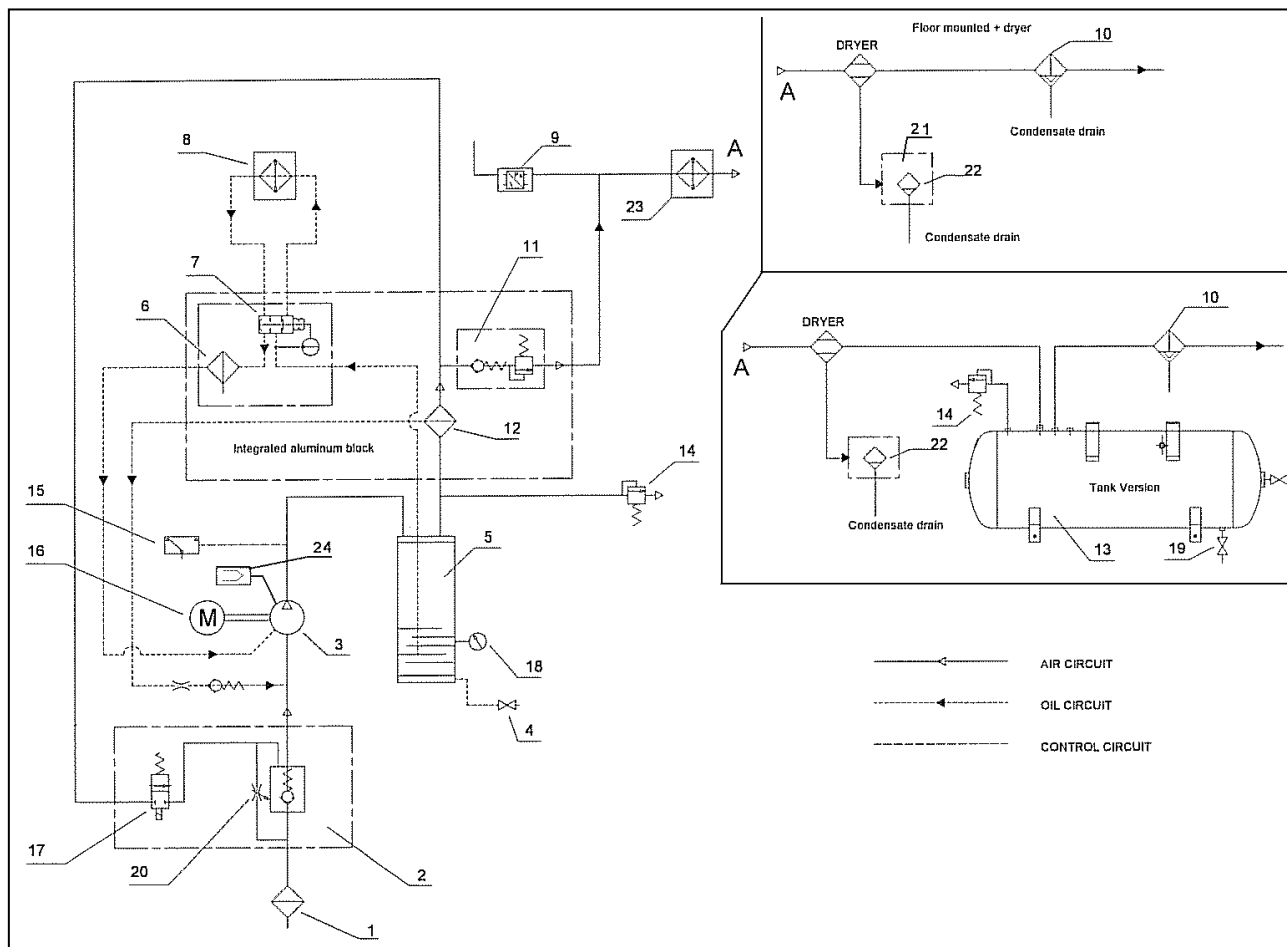 Floor mounted + dryer
10
DRYER
A
Condensate drain
21
22
Condensate drain
8
9
A
23
7
11
6
12
Integrated aluminum block
14
15
16
24
M
3
5
18
4
17
20
2
1
10
DRYER
A
14
22
Condensate drain
Tank Version
13
19
AIR CIRCUIT
OIL CIRCUIT
CONTROL CIRCUIT